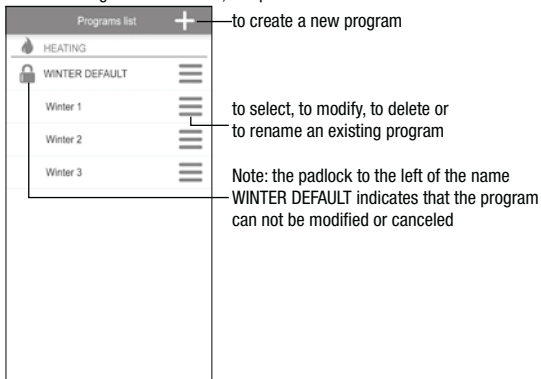 Programs list
to create a new program
HEATING
WINTER DEFAULT
Winter 1
to select, to modify, to delete or
to rename an existing program
Winter 2
Winter 3
Note: the padlock to the left of the name
WINTER DEFAULT indicates that the program
can not be modified or canceled